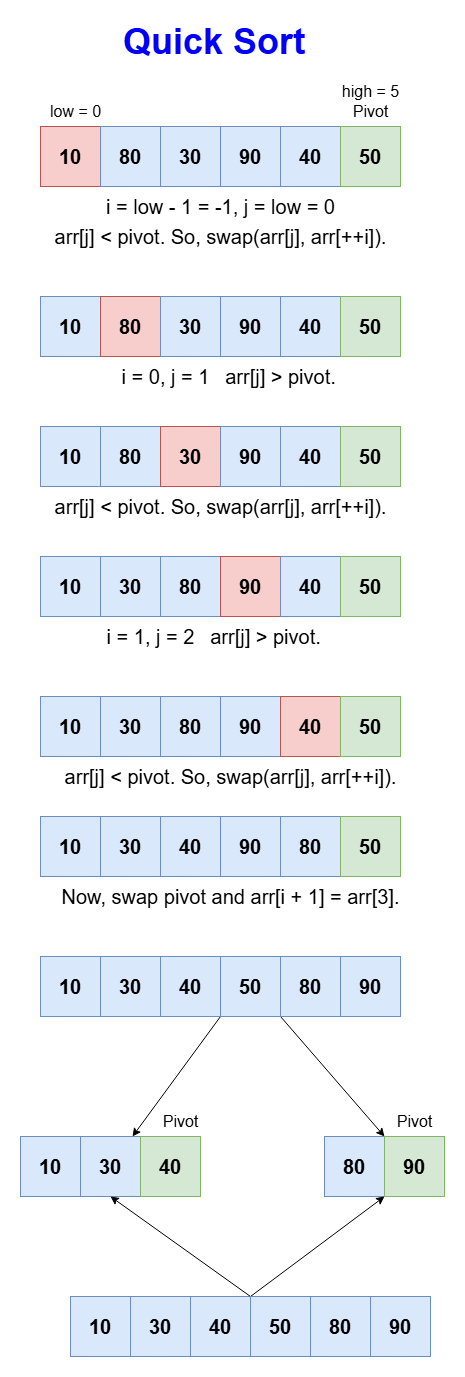 Quick Sort
high = 5
low = 0 Pivot
10 80 30 90 40 50
i = low - 1 = -1, j = low = 0
arr[j] < pivot. So, swap(arr[j], arr[++i]).
10 80 30 90 40 50
i = 0, j = 1 arr[j] > pivot.
10 80 30 90 40 50
arr[j] < pivot. So, swap(arr[j], arr[++i]).
10 30 80 90 40 50
i = 1, j = 2 arr[j] > pivot.
10 30 80 90 40 50
arr[j] < pivot. So, swap(arr[j], arr[++i]).
10 30 40 90 80 50
Now, swap pivot and arr[i + 1] = arr[3].
10 30 40 50 80 90
Pivot Pivot
10 30 40 80 90
10 30 40 50 80 90